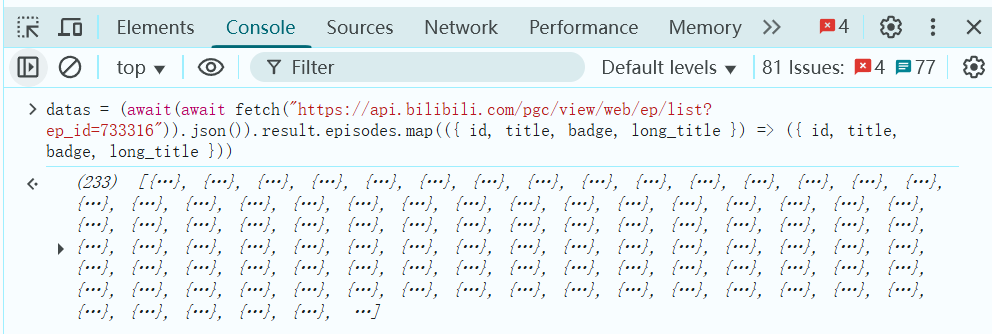 Elements Console Sources Network Performance Memory 4
top Filter Default levels 81 Issues: 4 77
datas = (await(await fetch("https://api.bilibili.com/pgc/view/web/ep/list?
ep_id=733316")).json()).result.episodes.map(({ id, title, badge, long_title }) => ({ id, title,
badge, long_title }))
(233) [{…}, {…}, {…}, {…}, {…}, {…}, {…}, {…}, {…}, {…}, {…}, {…}, {…}, {…}, {…},
{…}, {…}, {…}, {…}, {…}, {…}, {…}, {…}, {…}, {…}, {…}, {…}, {…}, {…}, {…}, {…},
{…}, {…}, {…}, {…}, {…}, {…}, {…}, {…}, {…}, {…}, {…}, {…}, {…}, {…}, {…}, {…},
{…}, {…}, {…}, {…}, {…}, {…}, {…}, {…}, {…}, {…}, {…}, {…}, {…}, {…}, {…}, {…},
{…}, {…}, {…}, {…}, {…}, {…}, {…}, {…}, {…}, {…}, {…}, {…}, {…}, {…}, {…}, {…},
{…}, {…}, {…}, {…}, {…}, {…}, {…}, {…}, {…}, {…}, {…}, {…}, {…}, {…}, {…}, {…},
{…}, {…}, {…}, {…}, {…}, …]